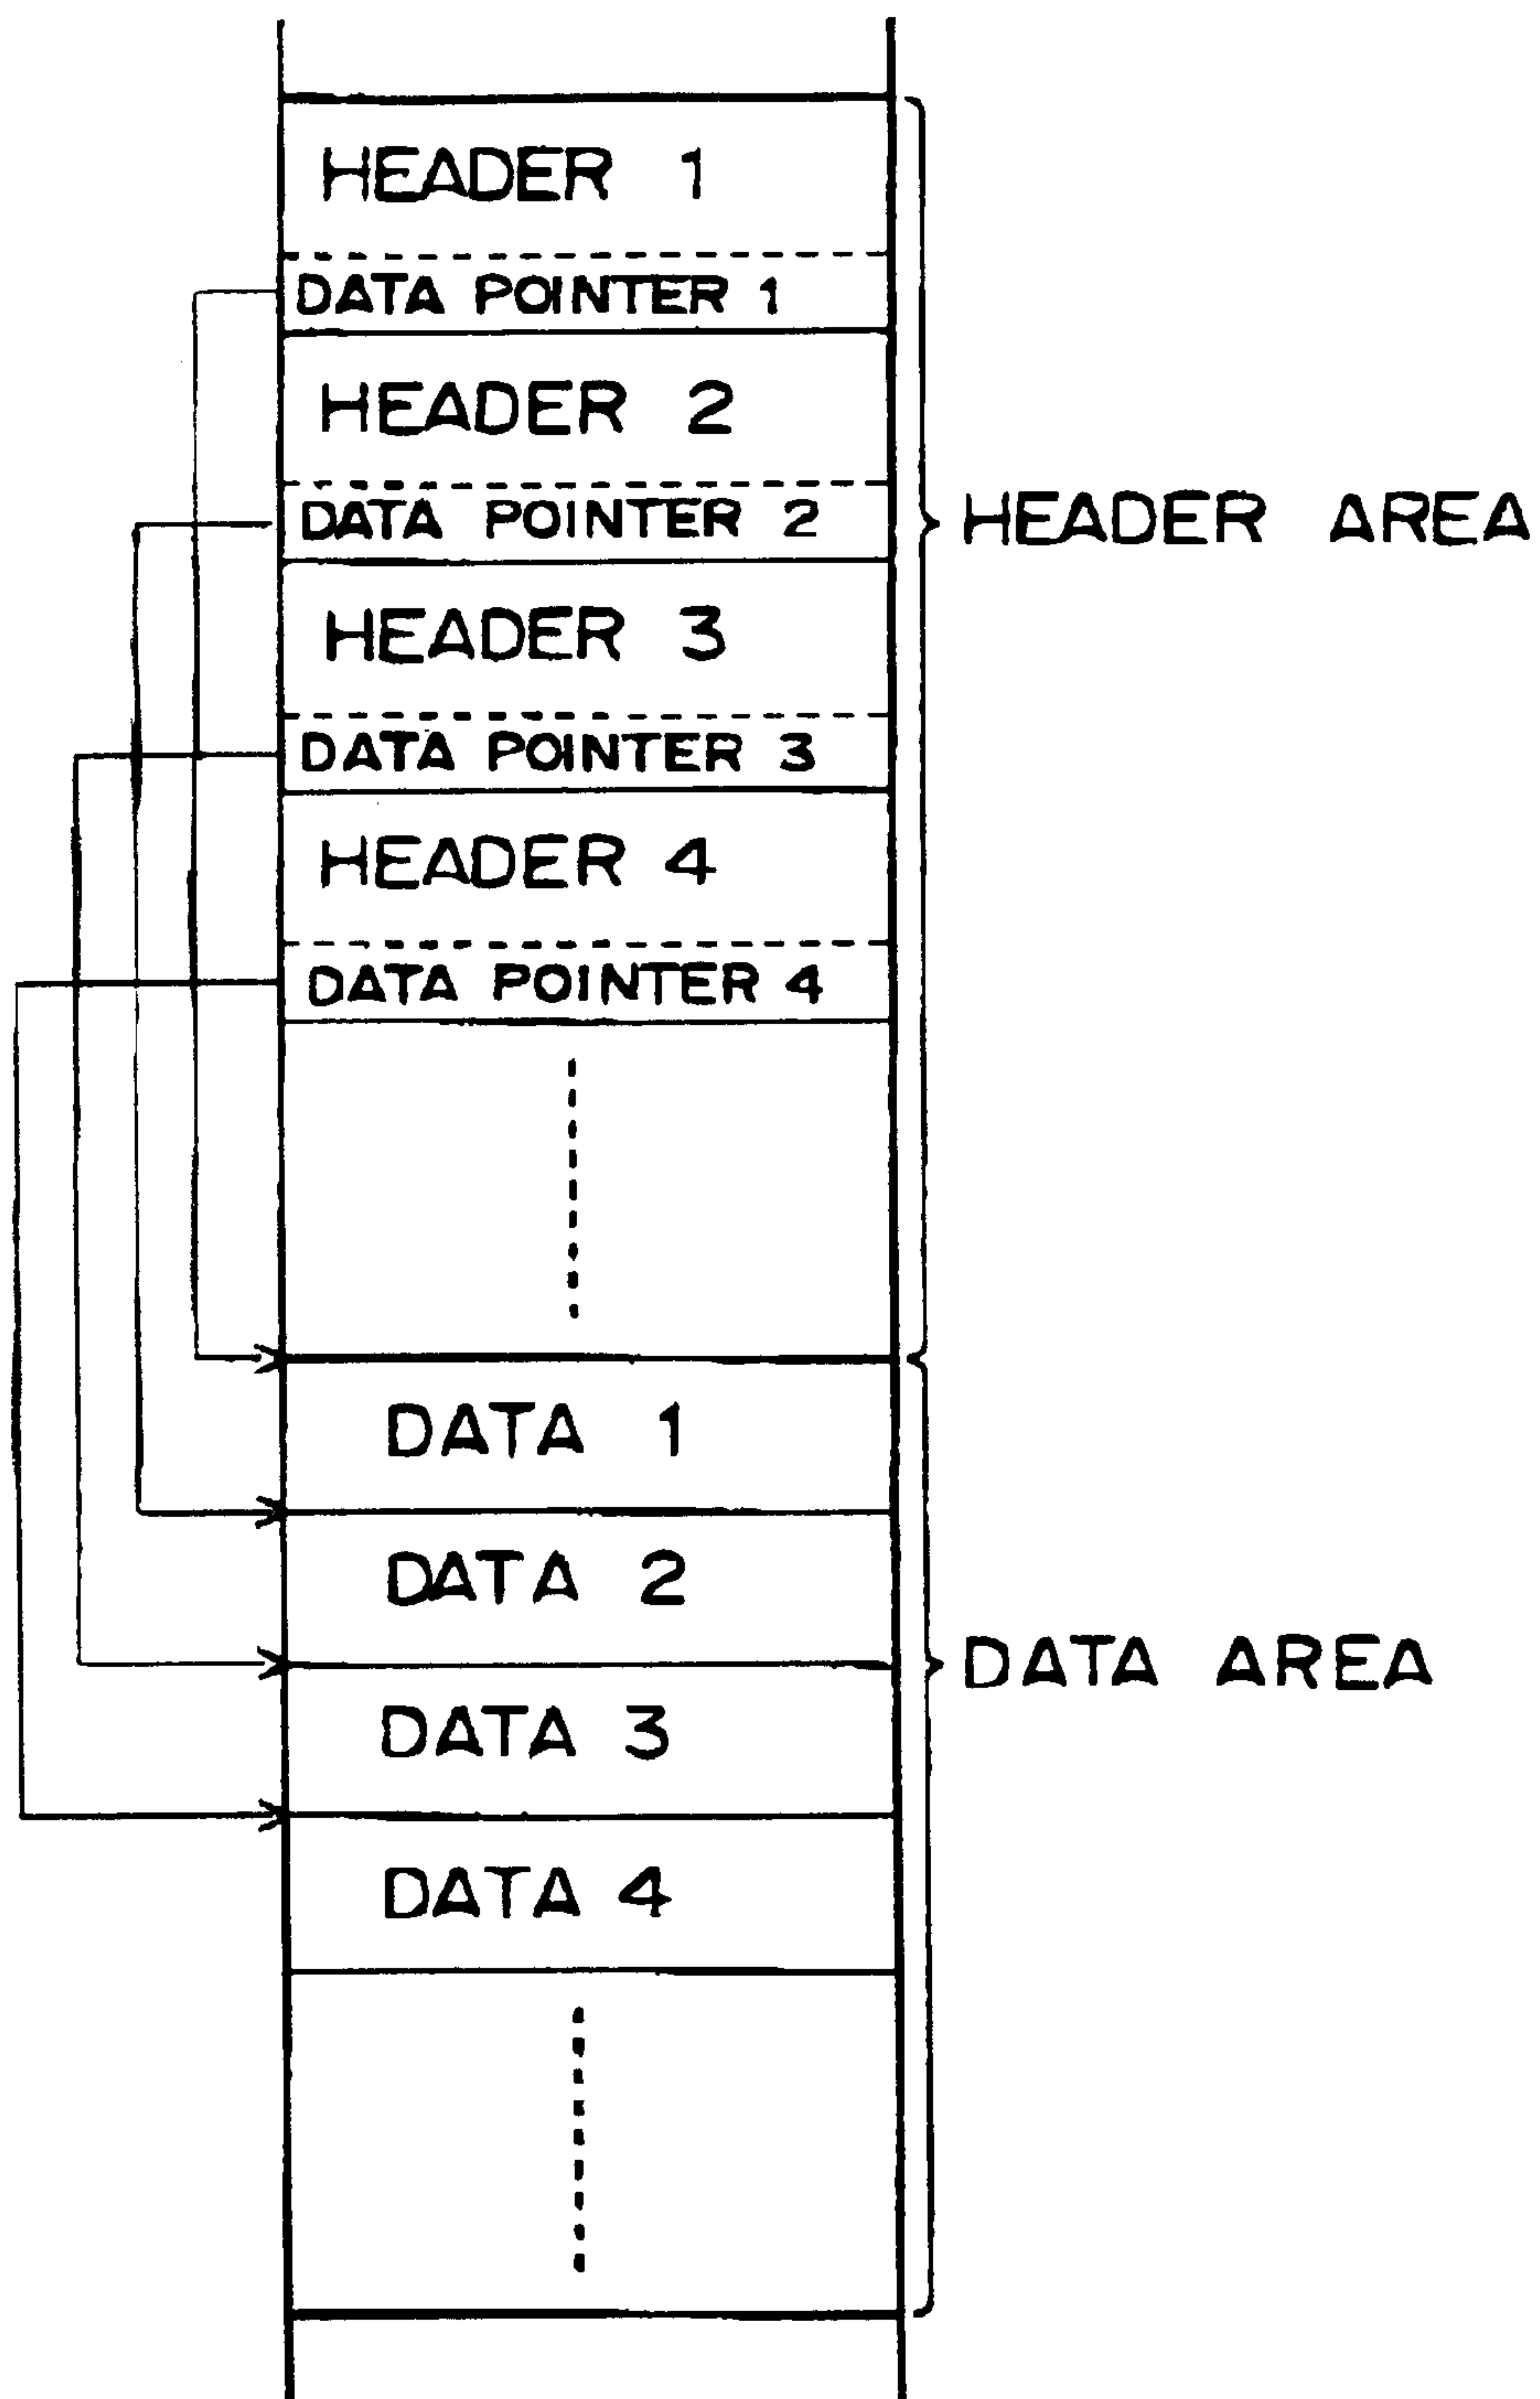 HEADER 1
DATA POINTER 1
HEADER 2
DATA POINTER 2
HEADER AREA
HEADER 3
DATA POINTER 3
HEADER 4
DATA POINTER 4
DATA 1
DATA 2
DATA AREA
DATA 3
DATA 4